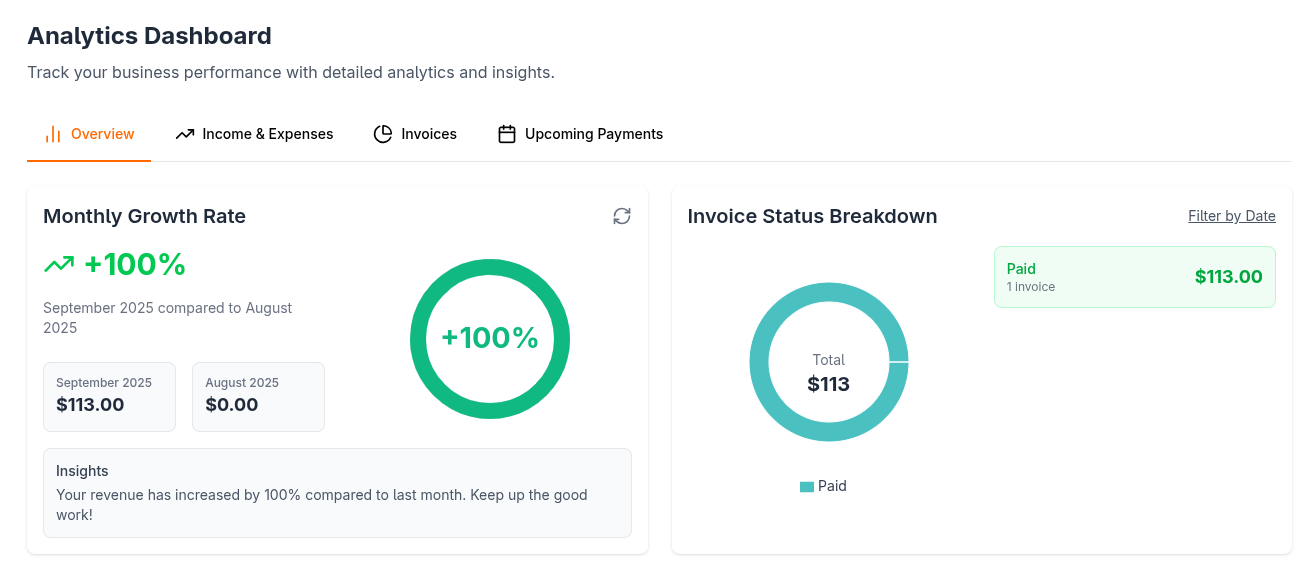 Analytics Dashboard
Track your business performance with detailed analytics and insights.
Overview
Income & Expenses
Invoices
Upcoming Payments
Monthly Growth Rate
+100%
September 2025 compared to August
2025
September 2025
$113.00
August 2025
$0.00
+100%
Insights
Your revenue has increased by 100% compared to last month. Keep up the good
work!
Invoice Status Breakdown
Filter by Date
Total
$113
Paid
Paid
1 invoice
$113.00